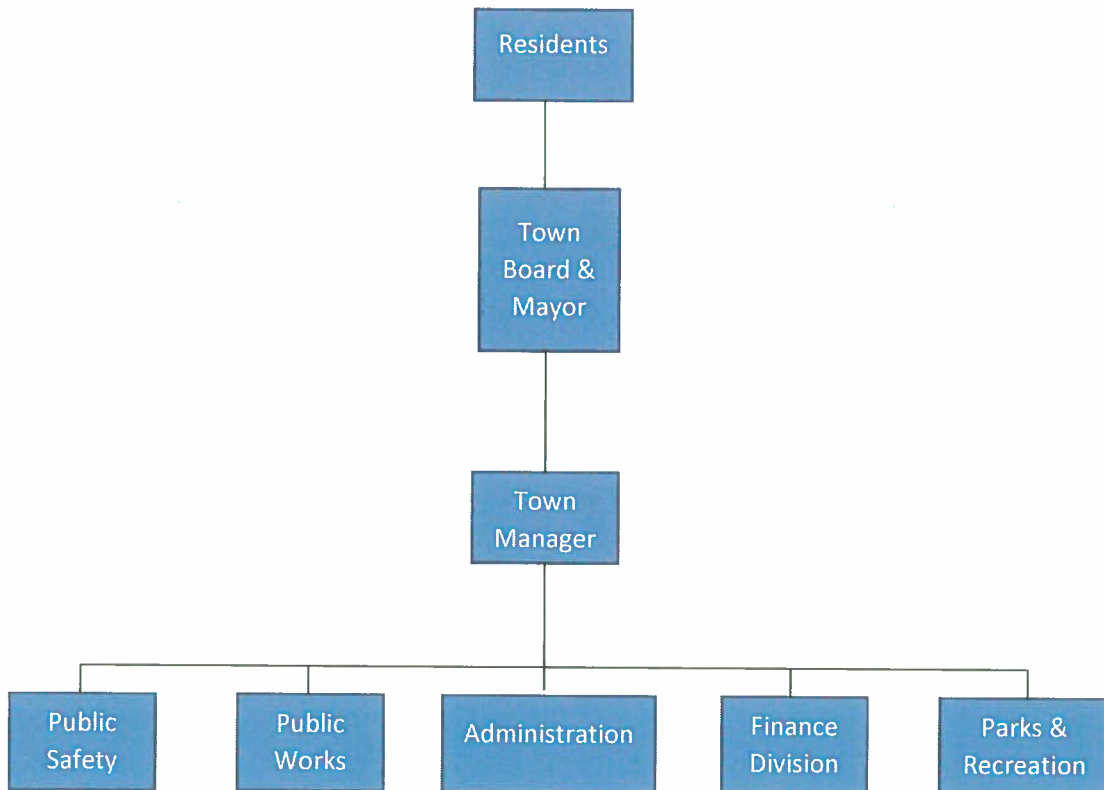 Residents
Town
Board &
Mayor
Town
Manager
Public
Safety
Public
Works
Administration
Finance
Division
Parks &
Recreation